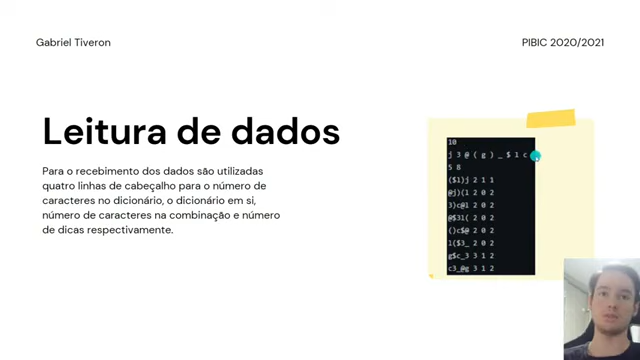 Gabriel Tiveron
PIBIC 2020/2021
Leitura de dados
Para o recebimento dos dados são utilizadas
quatro linhas de cabeçalho para o número de
caracteres no dicionário, o dicionário em si,
número de caracteres na combinação e número
de dicas respectivamente.
10
j 3 @ ( g ) _ $ 1 c
5 8
($1)j 2 1 1
@j)(1 2 0 2
3)c@1 2 0 2
@$3l( 2 0 2
()c$@ 2 0 2
l($3_ 2 0 2
g$c_3 3 1 2
c3_@g 3 1 2